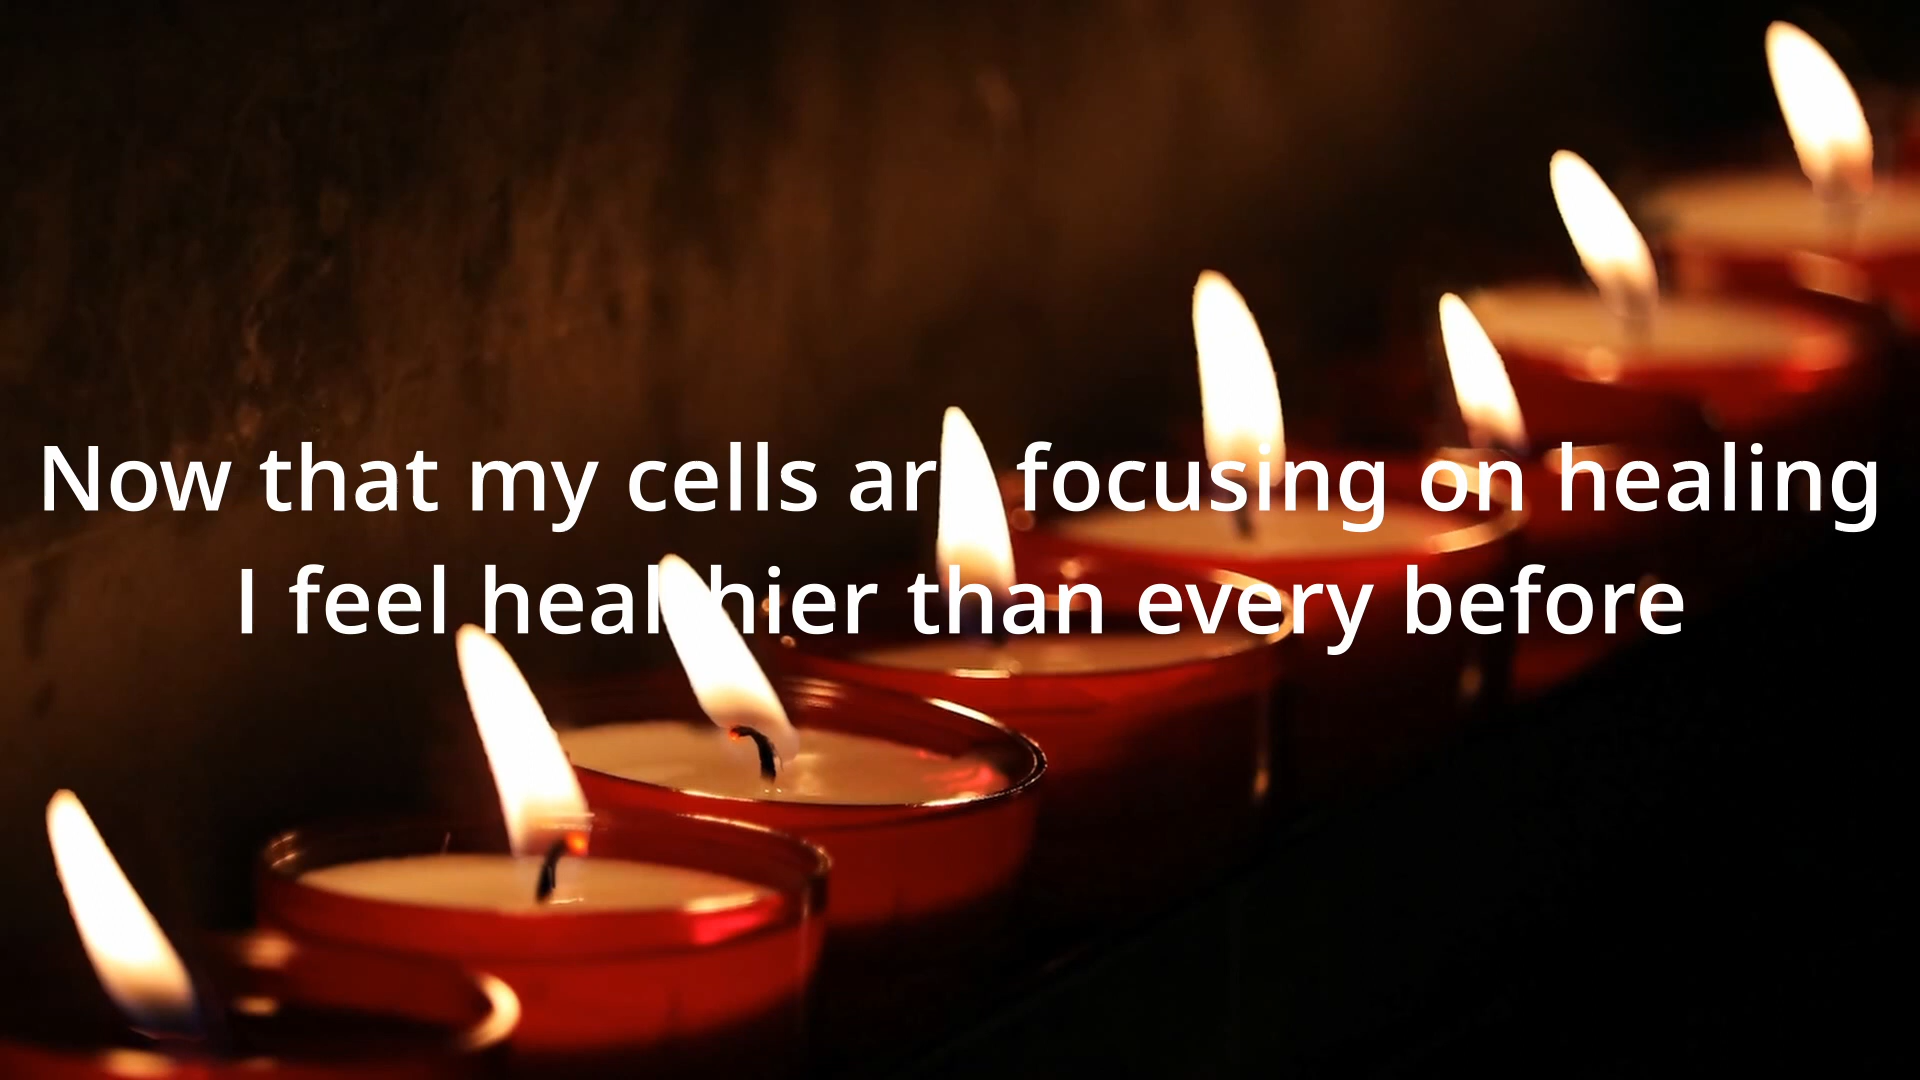 Now that my cells are focusing on healing
I feel healthier than every before